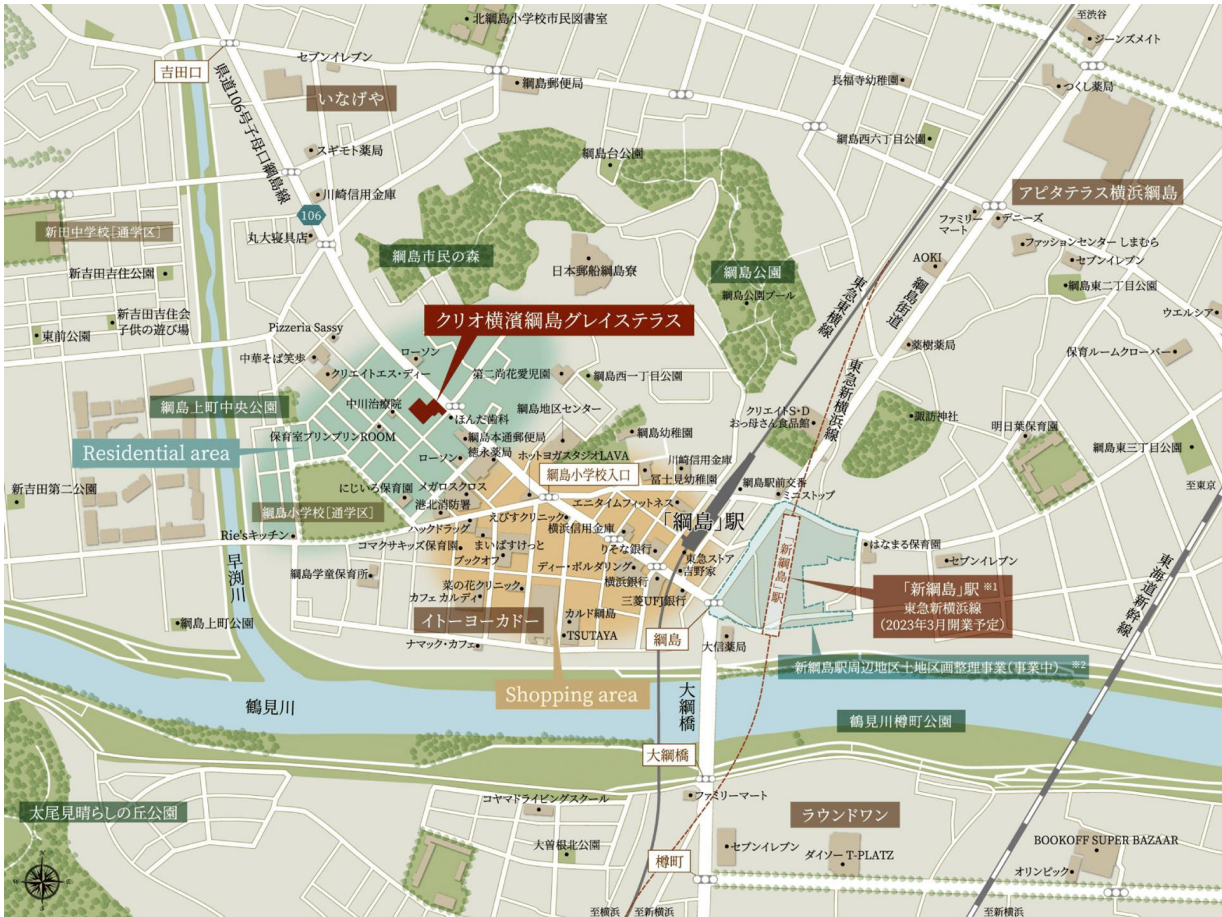 北綱島小学校市民図書室
至渋谷
ジーンズメイト
吉田口
セブンイレブン
県道106号子母口綱島線
いなげや
綱島郵便局
長福寺幼稚園
つくし薬局
スギモト薬局
綱島台公園
綱島西六丁目公園
川崎信用金庫
106
アピタテラス横浜綱島
新田中学校[通学区]
丸大寝具店
ファミリー
マート
デニーズ
ファッションセンター しまむら
綱島市民の森
日本郵船綱島寮
綱島公園
AOKI
セブンイレブン
新吉田吉住公園
綱島公園プール
東急東横線
綱島街道
綱島東二丁目公園
新吉田吉住会
子供の遊び場
クリオ横濱綱島グレイステラス
ウエルシア
東前公園
Pizzeria Sassy
ローソン
薬樹薬局
保育ルームクローバー
中華そば笑歩
クリエイトエス・ディー
第二尚花愛児園
綱島西一丁目公園
東急新横浜線
綱島上町中央公園
中川治療院
ほんだ歯科
綱島地区センター
クリエイトS・D
おっ母さん食品館
諏訪神社
明日葉保育園
保育室プリンプリンROOM
綱島本通郵便局
綱島幼稚園
綱島東三丁目公園
Residential area
ローソン
徳永薬局
ホットヨガスタジオLAVA
川崎信用金庫
綱島小学校入口
冨士見幼稚園
綱島駅前交番
至東京
新吉田第二公園
にじいろ保育園
メガロスクロス
ミニストップ
綱島小学校[通学区]
港北消防署
エニタイムフィットネス
「綱島」駅
Rie'sキッチン
ハックドラッグ
えびすクリニック
横浜信用金庫
「新綱島」駅
コマクサキッズ保育園
まいばすけっと
りそな銀行
東急ストア
はなまる保育園
早渕川
ブックオフ
ディー・ボルダリング
吉野家
セブンイレブン
東海道新幹線
綱島学童保育所
菜の花クリニック
横浜銀行
「新綱島」駅 ※1
東急新横浜線
(2023年3月開業予定)
カフェ カルディ
三菱UFJ銀行
綱島上町公園
イトーヨーカドー
カルド綱島
TSUTAYA
綱島
大信薬局
ナマック・カフェ
新綱島駅周辺地区土地区画整理事業(事業中) ※2
Shopping area
鶴見川
大綱橋
鶴見川樽町公園
大綱橋
コヤマドライビングスクール
ファミリーマート
太尾見晴らしの丘公園
ラウンドワン
大曽根北公園
セブンイレブン
BOOKOFF SUPER BAZAAR
樽町
ダイソー T-PLATZ
オリンピック
至横浜
至新横浜
至新横浜
N
W
E
S